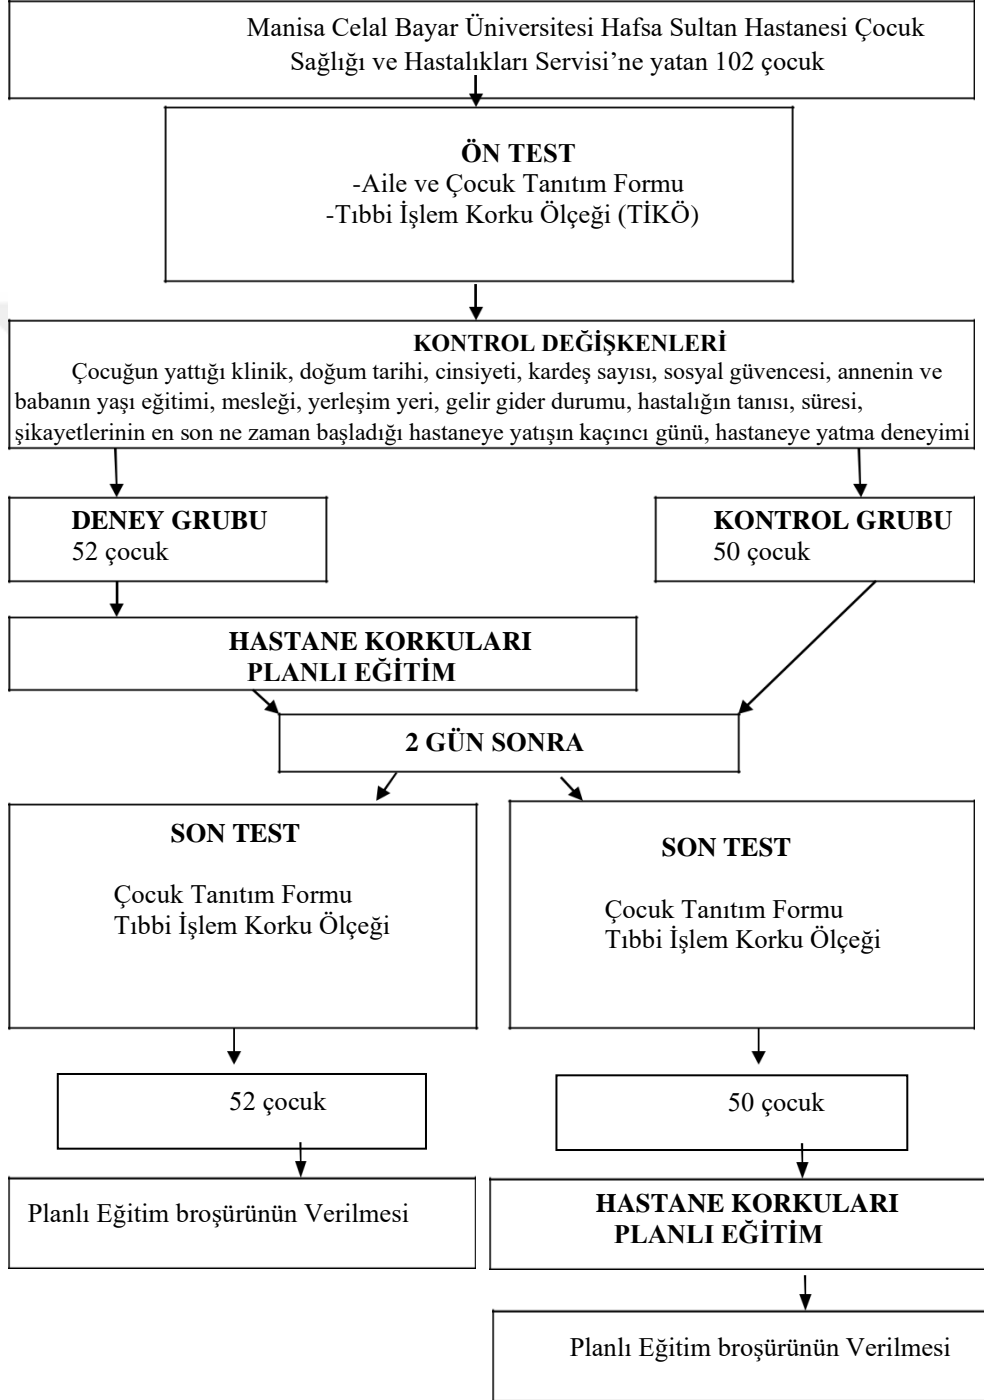 Manisa Celal Bayar Üniversitesi Hafsa Sultan Hastanesi Çocuk
Sağlığı ve Hastalıkları Servisi’ne yatan 102 çocuk
ÖN TEST
-Aile ve Çocuk Tanıtım Formu
-Tıbbi İşlem Korku Ölçeği (TİKÖ)
KONTROL DEĞİŞKENLERİ
Çocuğun yattığı klinik, doğum tarihi, cinsiyeti, kardeş sayısı, sosyal güvencesi, annenin ve
babanın yaşı eğitimi, mesleği, yerleşim yeri, gelir gider durumu, hastalığın tanısı, süresi,
şikayetlerinin en son ne zaman başladığı hastaneye yatışın kaçıncı günü, hastaneye yatma deneyimi
DENEY GRUBU
52 çocuk
KONTROL GRUBU
50 çocuk
HASTANE KORKULARI
PLANLI EĞİTİM
2 GÜN SONRA
SON TEST
Çocuk Tanıtım Formu
Tıbbi İşlem Korku Ölçeği
SON TEST
Çocuk Tanıtım Formu
Tıbbi İşlem Korku Ölçeği
52 çocuk
50 çocuk
Planlı Eğitim broşürünün Verilmesi
HASTANE KORKULARI
PLANLI EĞİTİM
Planlı Eğitim broşürünün Verilmesi